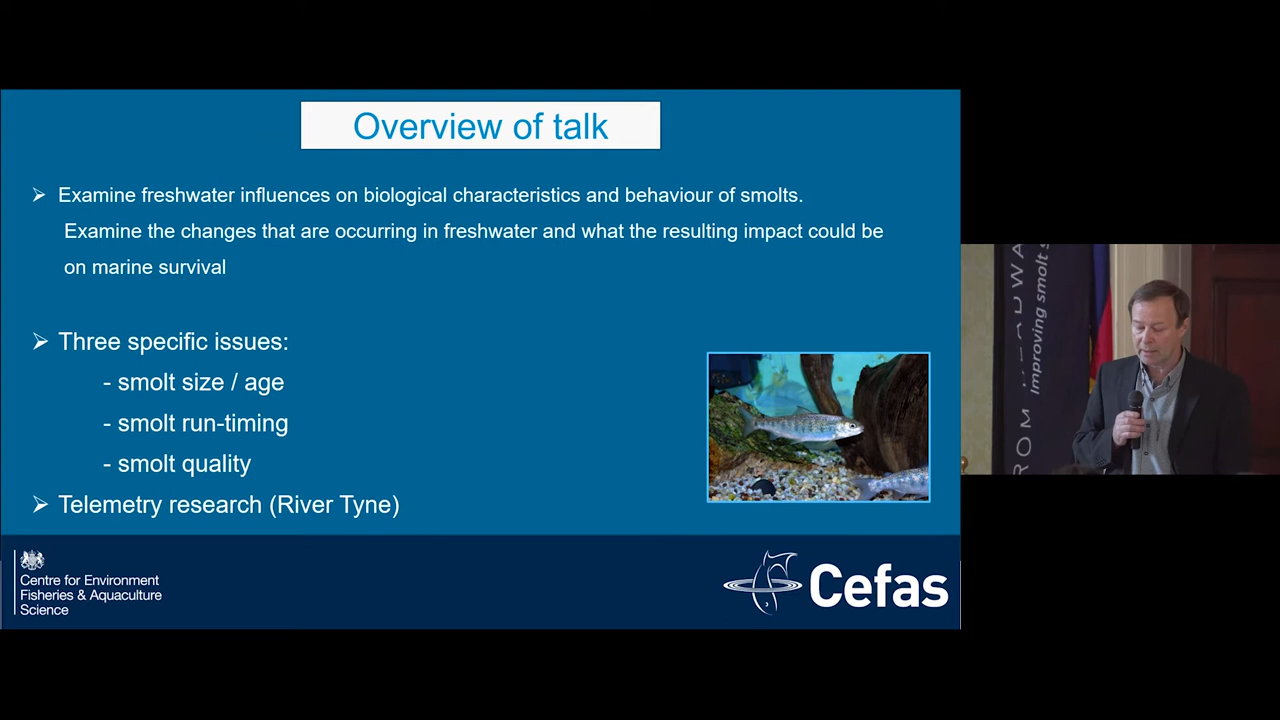 Overview of talk
Examine freshwater influences on biological characteristics and behaviour of smolts.
Examine the changes that are occurring in freshwater and what the resulting impact could be
on marine survival
Three specific issues:
- smolt size / age
- smolt run-timing
- smolt quality
Telemetry research (River Tyne)
Centre for Environment
Fisheries & Aquaculture
Science
Cefas
Improving smolt